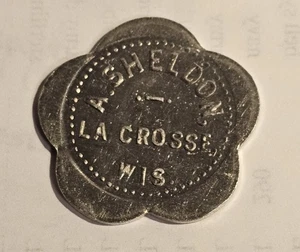 A. SHELDON,
LA CROSSE
WIS.